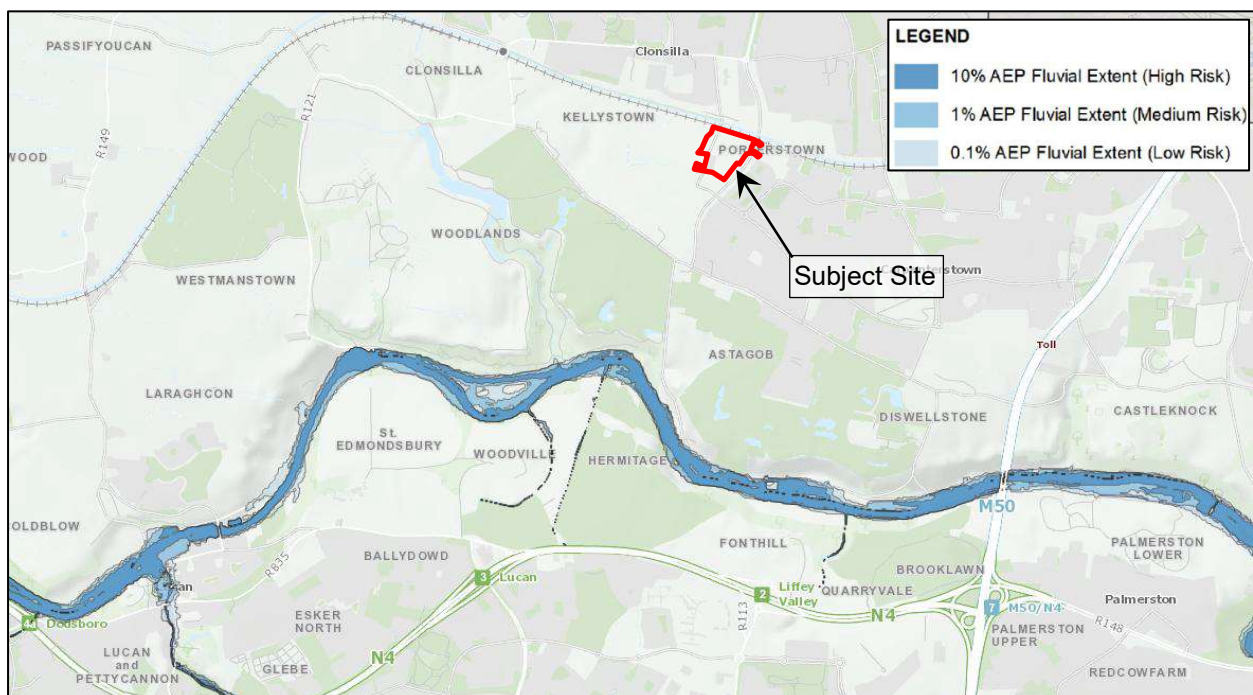 LEGEND
10% AEP Fluvial Extent (High Risk)
1% AEP Fluvial Extent (Medium Risk)
0.1% AEP Fluvial Extent (Low Risk)
PASSIFYOUCAN
Clonsilla
CLONSILLA
R121
R149
KELLYSTOWN
WOOD
Subject Site
WOODLANDS
WESTMANSTOWN
Toll
ASTAGOB
LARAGHCON
DISWELLSTONE
CASTLEKNOCK
St.
EDMONDSBURY
WOODVILLE
HERMITAGE
M50
OLDBLOW
R835
BALLYDOWD
FONTHILL
PALMERSTON
LOWER
BROOKLAWN
3 Lucan
2 Liffey
Valley
QUARRYVALE
Palmerston
4a Dodsboro
ESKER
NORTH
R113
N4
7 M50/N4
R148
PALMERSTON
UPPER
LUCAN
and
PETTYCANNON
GLEBE
N4
REDCOWFARM